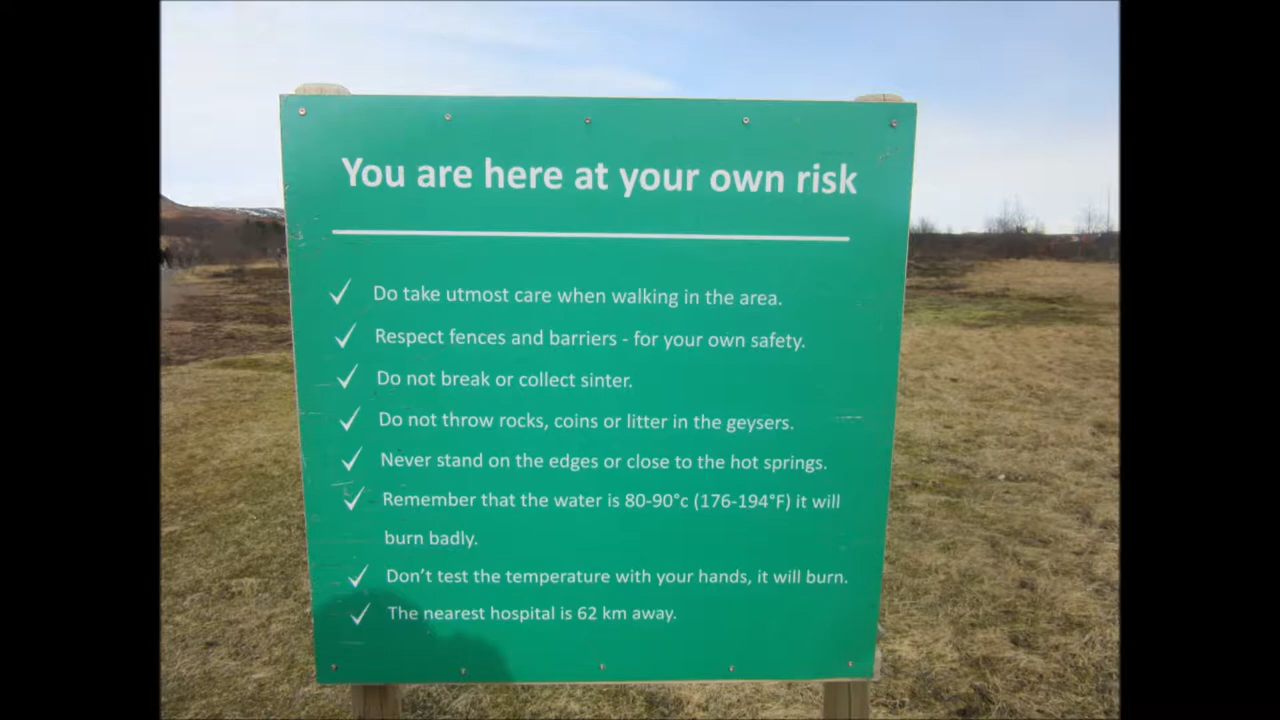 You are here at your own risk
Do take utmost care when walking in the area.
Respect fences and barriers - for your own safety.
Do not break or collect sinter.
Do not throw rocks, coins or litter in the geysers.
Never stand on the edges or close to the hot springs.
Remember that the water is 80-90°c (176-194°F) it will
burn badly.
Don't test the temperature with your hands, it will burn.
The nearest hospital is 62 km away.